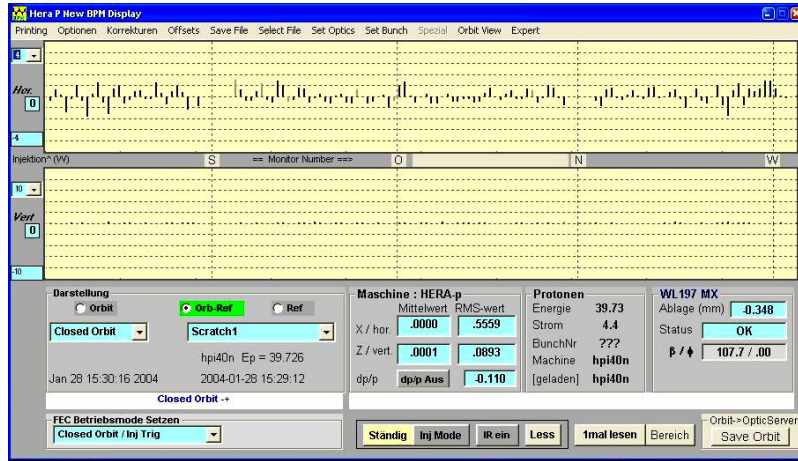 Hera P New BPM Display
Printing Optionen Korrekturen Offsets Save File Select File Set Optics Set Bunch Spezial Orbit View Expert
4
Hor.
0
-4
Injektion^ (W) S == Monitor Number ==> O N W
10
Vert
0
-10
Darstellung Maschine : HERA-p Protonen WL197 MX
Orbit Orb-Ref Ref Mittelwert RMS-wert Energie 39.73 Ablage (mm) -0.348
Closed Orbit Scratch1 X / hor. .0000 .5559 Strom 4.4 Status OK
hpi40n Ep = 39.726 Z / vert. .0001 .0893 BunchNr ??? β / ϕ 107.7 / .00
Machine hpi40n
Jan 28 15:30:16 2004 2004-01-28 15:29:12 dp/p dp/p Aus -0.110 [geladen] hpi40n
Closed Orbit -+
FEC Betriebsmode Setzen Orbit->OpticServer
Closed Orbit / Inj Trig Ständig Inj Mode IR ein Less 1mal lesen Bereich Save Orbit